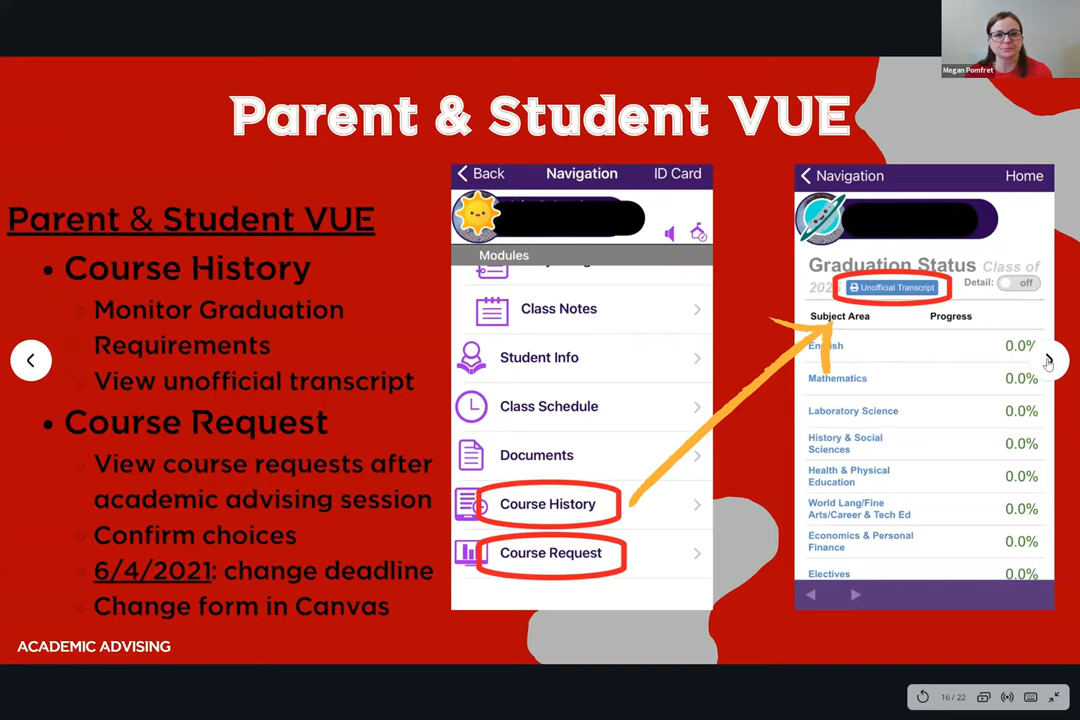 Megan Pomfret
Parent & Student VUE
Parent & Student VUE
• Course History
Monitor Graduation
Requirements
View unofficial transcript
• Course Request
View course requests after
academic advising session
Confirm choices
6/4/2021: change deadline
Change form in Canvas
ACADEMIC ADVISING
Back Navigation ID Card
Modules
Class Notes
Student Info
Class Schedule
Documents
Course History
Course Request
Navigation Home
Graduation Status Class of
Unofficial Transcript Detail: off
Subject Area Progress
English 0.0%
Mathematics 0.0%
Laboratory Science 0.0%
History & Social
Sciences 0.0%
Health & Physical
Education 0.0%
World Lang/Fine
Arts/Career & Tech Ed 0.0%
Economics & Personal
Finance 0.0%
Electives 0.0%
16 / 22